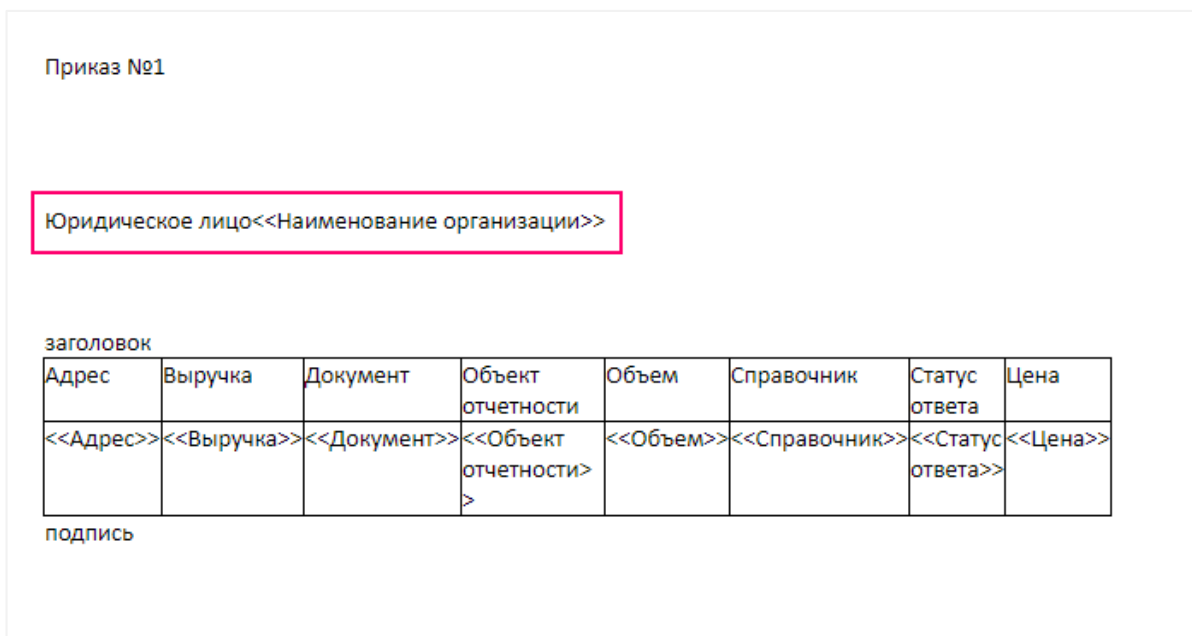 Приказ №1
Юридическое лицо<<Наименование организации>>
заголовок
Адрес Выручка Документ Объект отчетности Объем Справочник Статус ответа Цена
<<Адрес>> <<Выручка>> <<Документ>> <<Объект отчетности>> <<Объем>> <<Справочник>> <<Статус ответа>> <<Цена>>
подпись